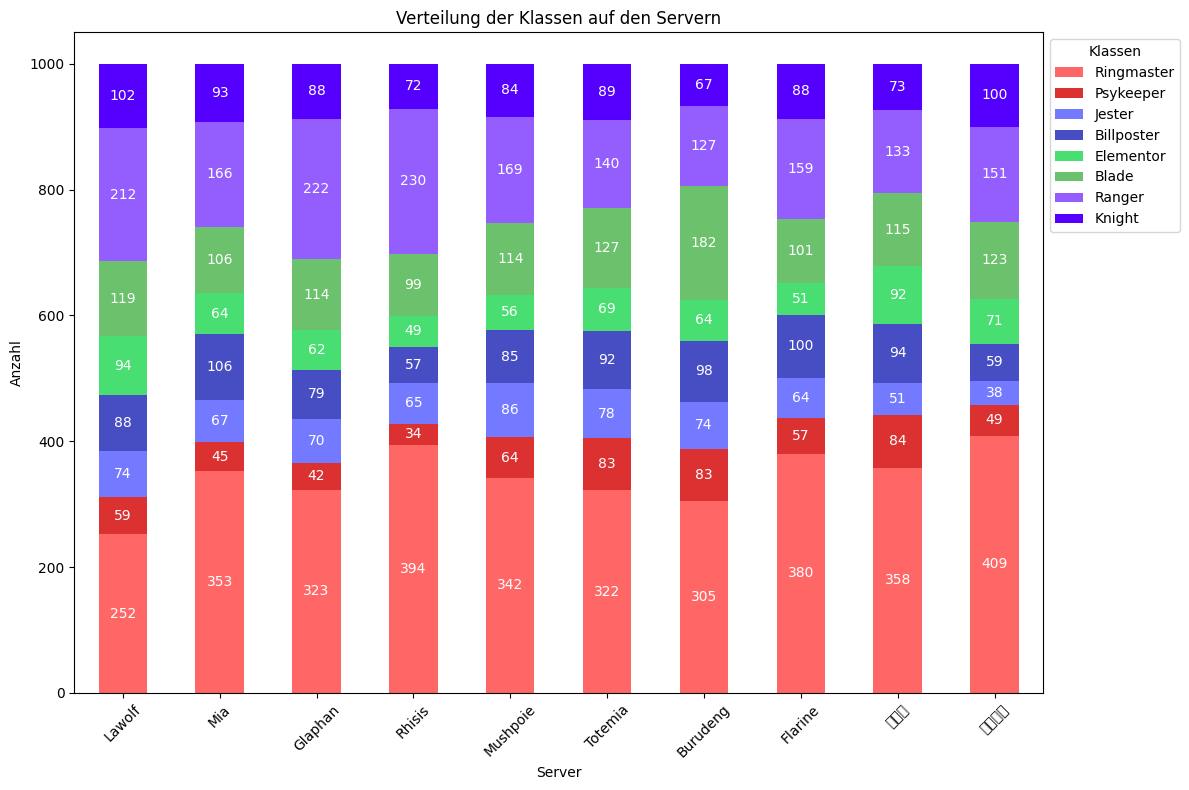 Verteilung der Klassen auf den Servern
Klassen
Ringmaster
Psykeeper
Jester
Billposter
Elementor
Blade
Ranger
Knight
Anzahl
1000
800
600
400
200
0
102 93 88 72 84 89 67 88 73 100
212 166 222 230 169 140 127 159 133 151
119 106 114 99 114 127 182 101 115 123
94 64 62 49 56 69 64 51 92 71
88 106 79 57 85 92 98 100 94 59
74 67 70 65 86 78 74 64 51 38
59 45 42 34 64 83 83 57 84 49
252 353 323 394 342 322 305 380 358 409
Lawolf Mia Glaphan Rhisis Mushpoie Totemia Burudeng Flarine
Server